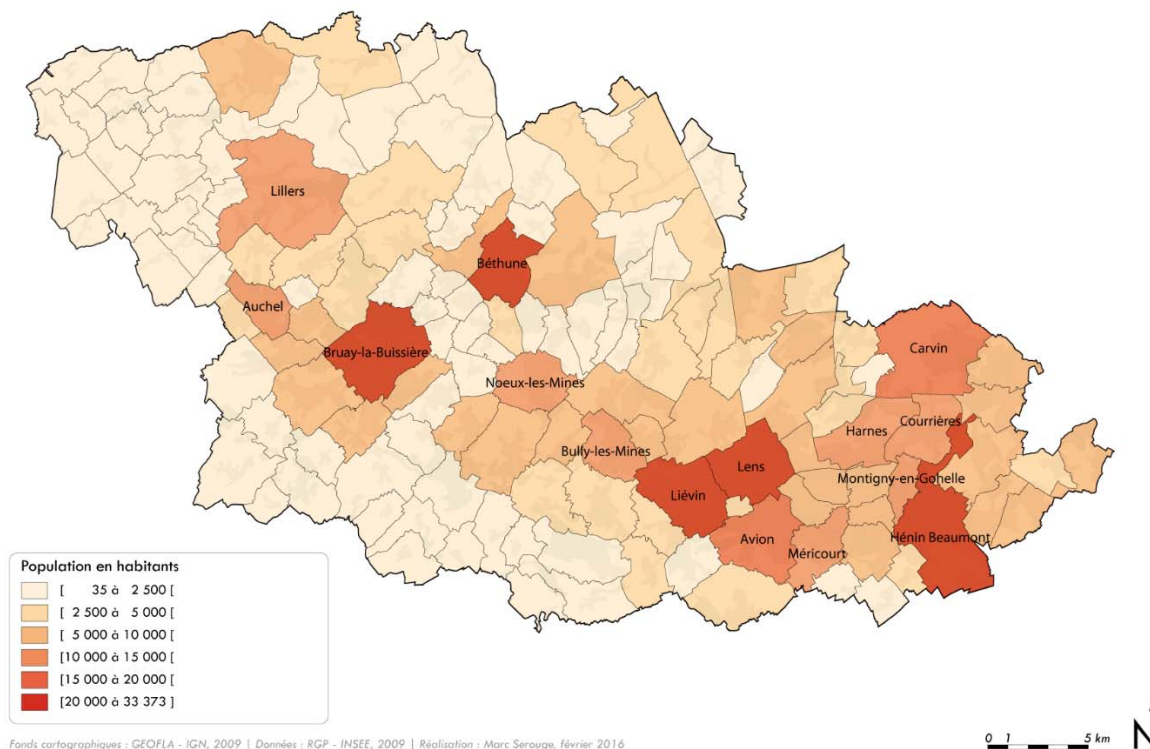 Lillers
Béthune
Auchel
Bruay-la-Buissière
Carvin
Noeux-les-Mines
Harnes
Courrières
Bully-les-Mines
Lens
Montigny-en-Gohelle
Liévin
Avion
Hénin Beaumont
Méricourt
Population en habitants
[ 35 à 2 500 [
[ 2 500 à 5 000 [
[ 5 000 à 10 000 [
[10 000 à 15 000 [
[15 000 à 20 000 [
[20 000 à 33 373 ]
Fonds cartographiques : GEOFLA - IGN, 2009 | Données : RGP - INSEE, 2009 | Réalisation : Marc Serouge, février 2016
0 1 5 km
N